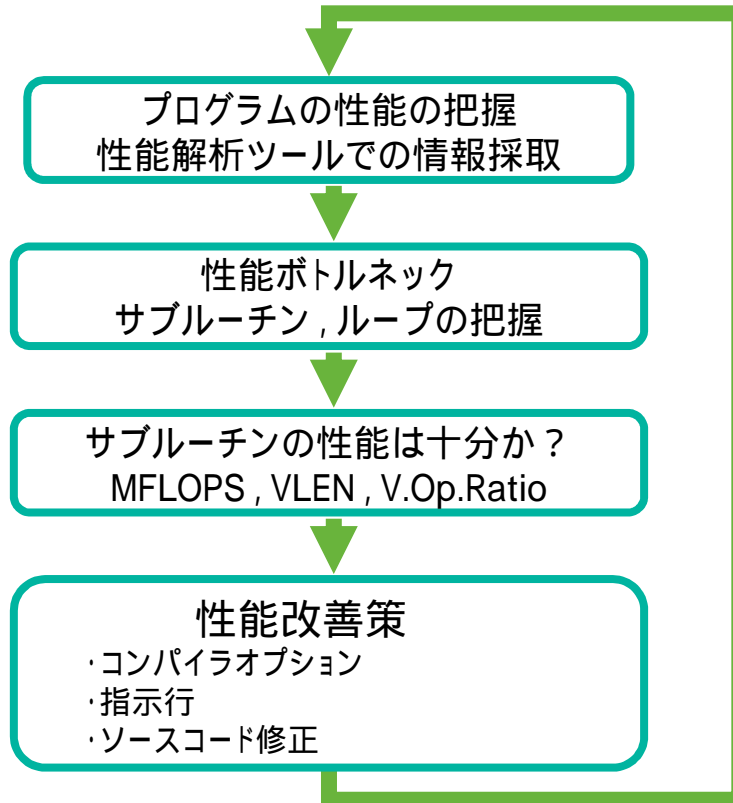 プログラムの性能の把握
性能解析ツールでの情報採取
性能ボトルネック
サブルーチン , ループの把握
サブルーチンの性能は十分か？
MFLOPS , VLEN , V.Op.Ratio
性能改善策
･コンパイラオプション
･指示行
･ソースコード修正